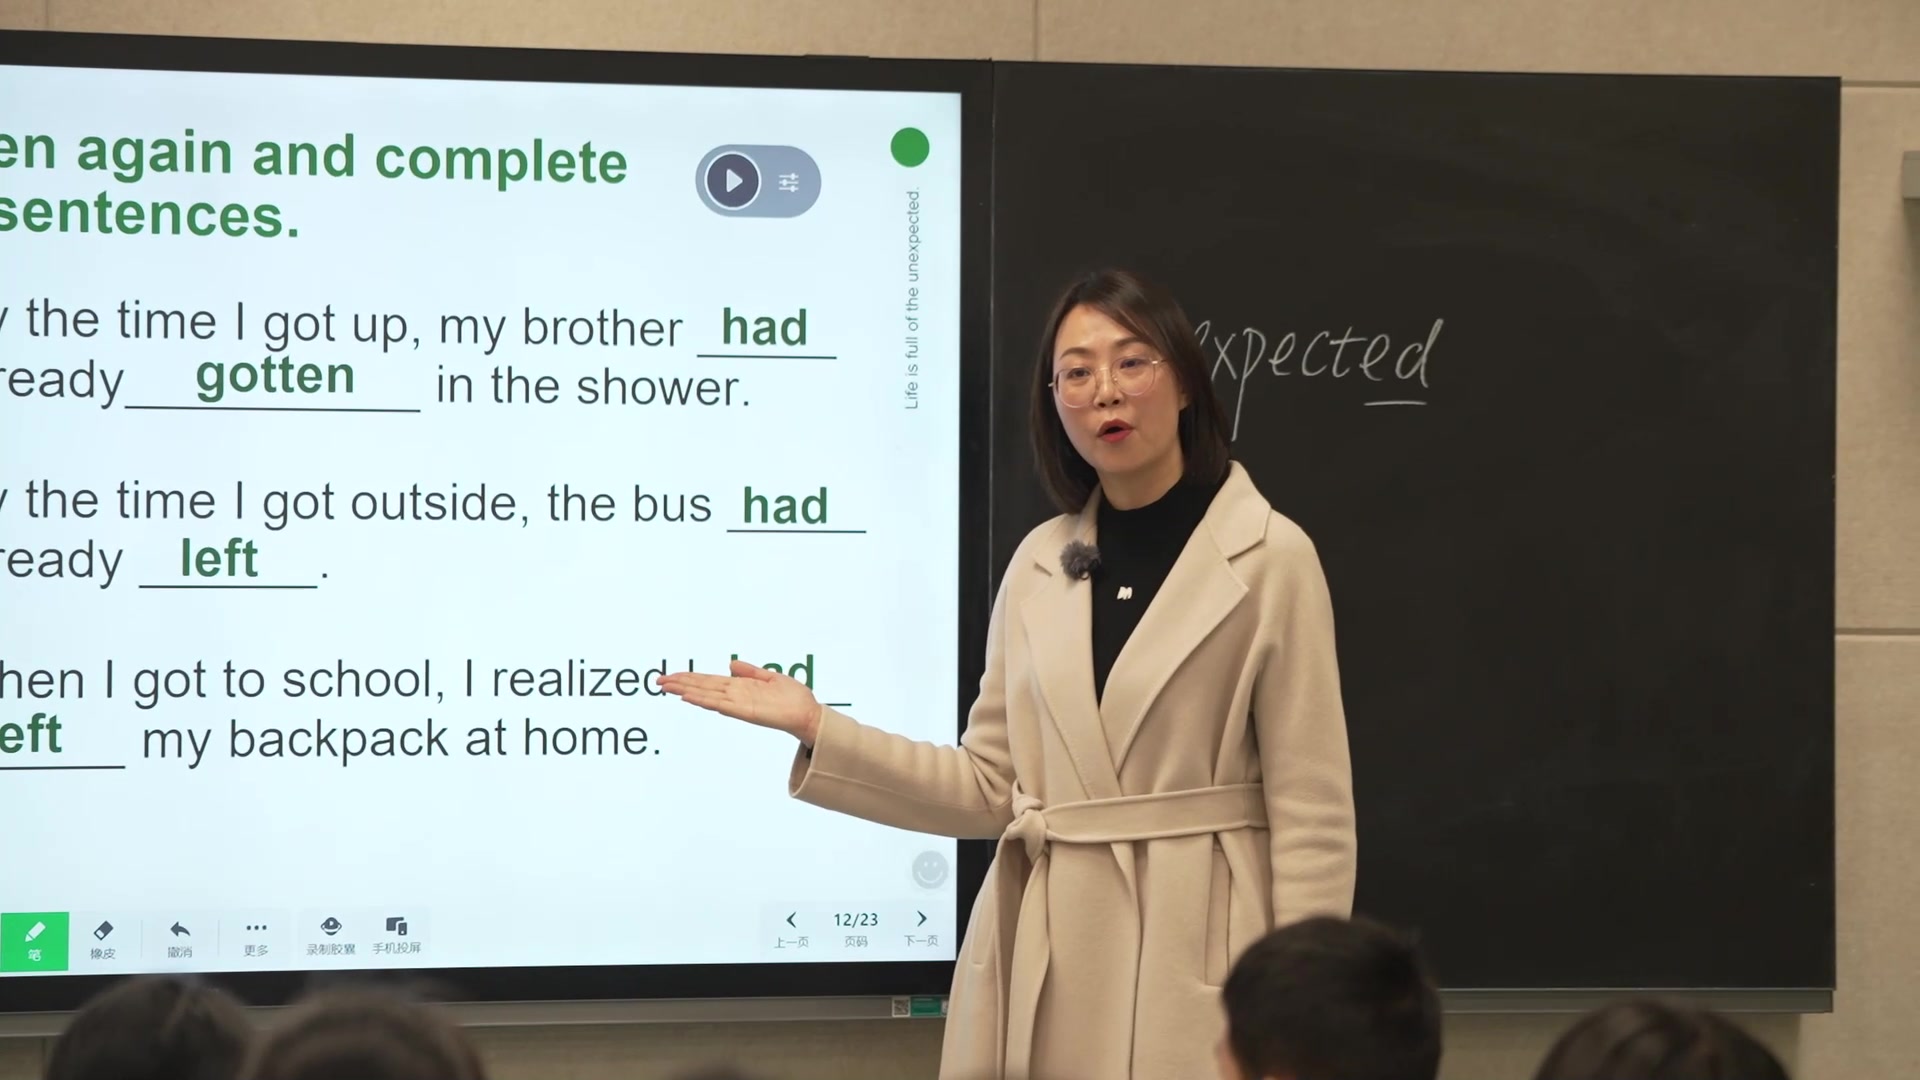 en again and complete
sentences.
the time I got up, my brother had
ready gotten in the shower.
the time I got outside, the bus had
ready left.
hen I got to school, I realized I had
eft my backpack at home.
Life is full of the unexpected.
expected
笔
橡皮
撤消
更多
录制胶囊
手机投屏
上一页
12/23
页码
下一页